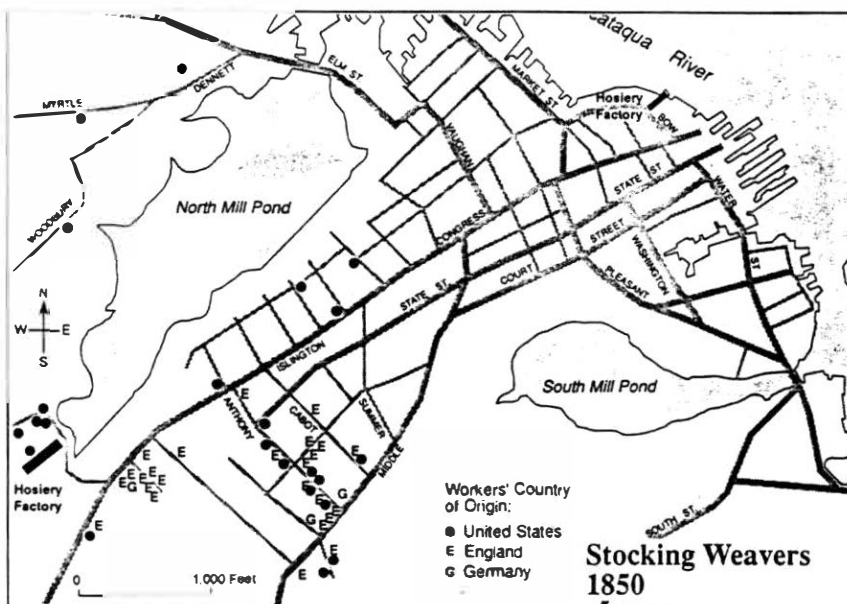 cataqua River
MARKET ST
ELM ST
DENNETT
MYRTLE
Hosiery
Factory
BOW
VAUGHAN
WOODBURY
North Mill Pond
CONGRESS
STATE ST
WATER
ST
COURT
STREET
WASHINGTON
PLEASANT
N
W E
S
STATE ST
ISLINGTON
South Mill Pond
ANTHONY
CABOT
SUMMER
MIDDLE
E
E
E
E
E
E
E
E
G
G
Hosiery
Factory
SOUTH ST
Workers' Country
of Origin:
United States
E England
G Germany
0 1,000 Feet
Stocking Weavers
1850